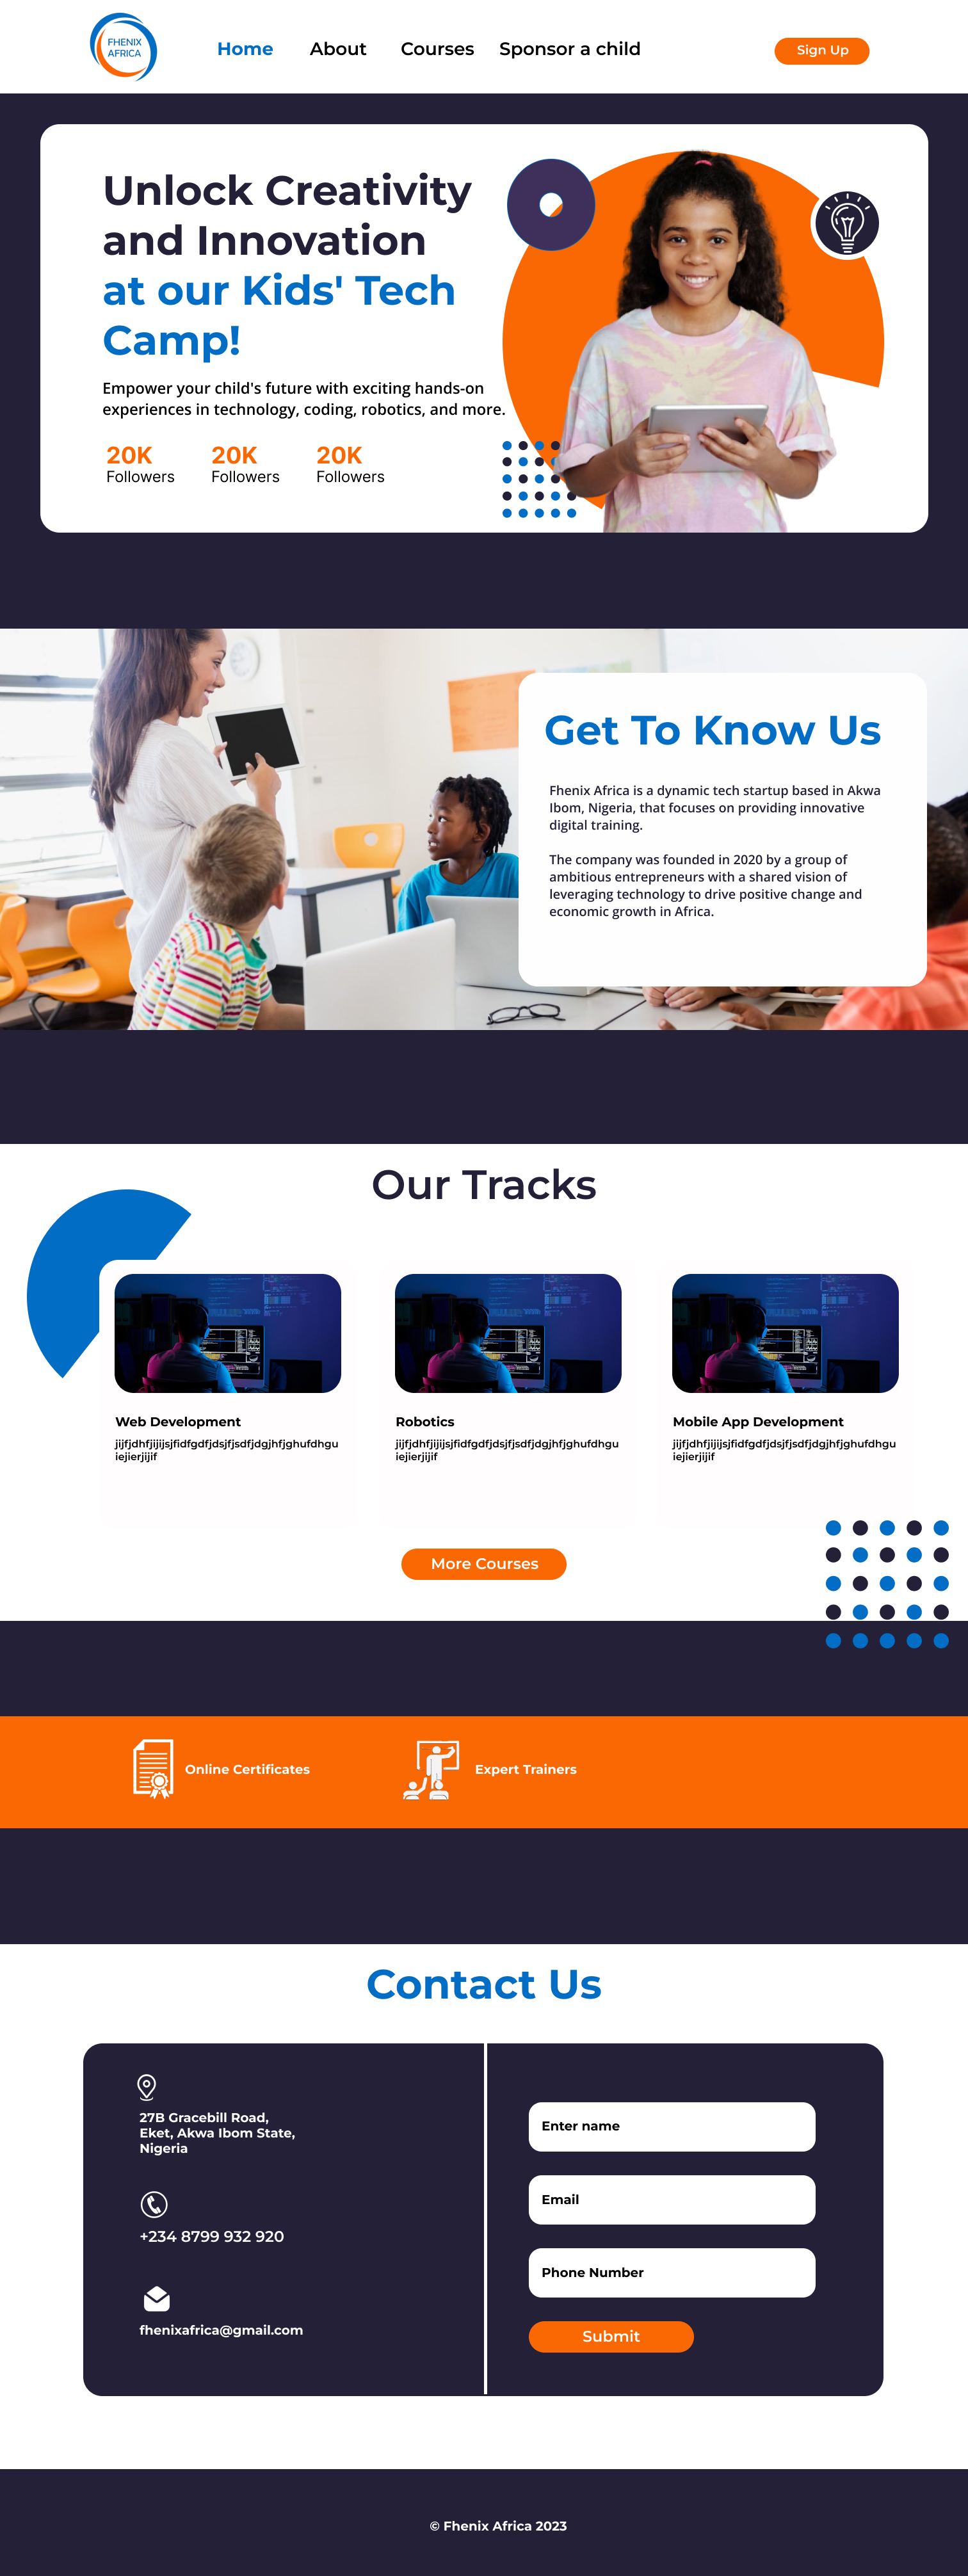 FHENIX
AFRICA
Home About Courses Sponsor a child
Sign Up
Unlock Creativity
and Innovation
at our Kids' Tech
Camp!
Empower your child's future with exciting hands-on
experiences in technology, coding, robotics, and more.
20K 20K 20K
Followers Followers Followers
Get To Know Us
Fhenix Africa is a dynamic tech startup based in Akwa
Ibom, Nigeria, that focuses on providing innovative
digital training.
The company was founded in 2020 by a group of
ambitious entrepreneurs with a shared vision of
leveraging technology to drive positive change and
economic growth in Africa.
Our Tracks
Web Development
jijfjdhfjijijsjfidfgdfjdsjfjsdfjdgjhfjghufdhgu
iejierjijif
Robotics
jijfjdhfjijijsjfidfgdfjdsjfjsdfjdgjhfjghufdhgu
iejierjijif
Mobile App Development
jijfjdhfjijijsjfidfgdfjdsjfjsdfjdgjhfjghufdhgu
iejierjijif
More Courses
Online Certificates
Expert Trainers
Contact Us
27B Gracebill Road,
Eket, Akwa Ibom State,
Nigeria
+234 8799 932 920
fhenixafrica@gmail.com
Enter name
Email
Phone Number
Submit
© Fhenix Africa 2023